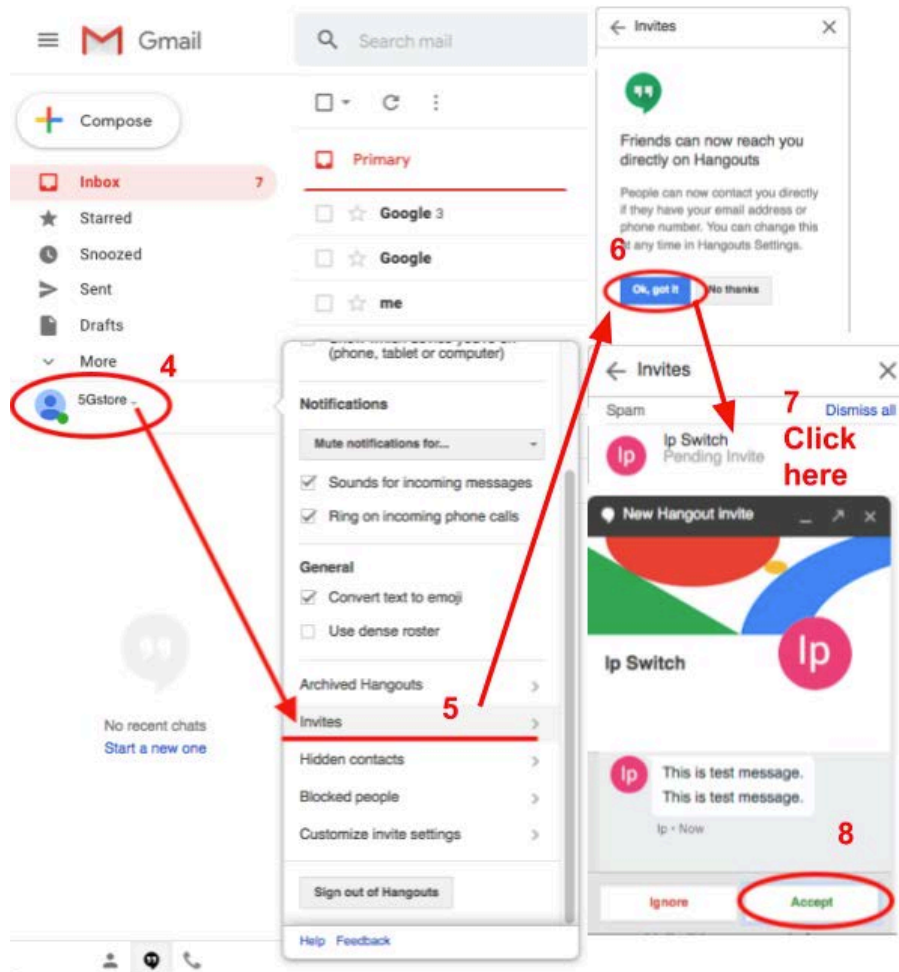 Gmail
Search mail
Compose
Primary
Inbox 7
Starred
Snoozed
Sent
Drafts
More
4
5Gstore
Google 3
Google
me
(phone, tablet or computer)
Notifications
Mute notifications for...
Sounds for incoming messages
Ring on incoming phone calls
General
Convert text to emoji
Use dense roster
Archived Hangouts
Invites
5
Hidden contacts
Blocked people
Customize invite settings
Sign out of Hangouts
Help Feedback
No recent chats
Start a new one
Invites
Friends can now reach you
directly on Hangouts
People can now contact you directly
if they have your email address or
phone number. You can change this
any time in Hangouts Settings.
6
Ok, got it No thanks
Invites
Spam Dismiss all
7
Click
here
Ip
Ip Switch
Pending Invite
New Hangout invite
Ip Switch
Ip
Ip
This is test message.
This is test message.
Ip • Now
8
Ignore Accept